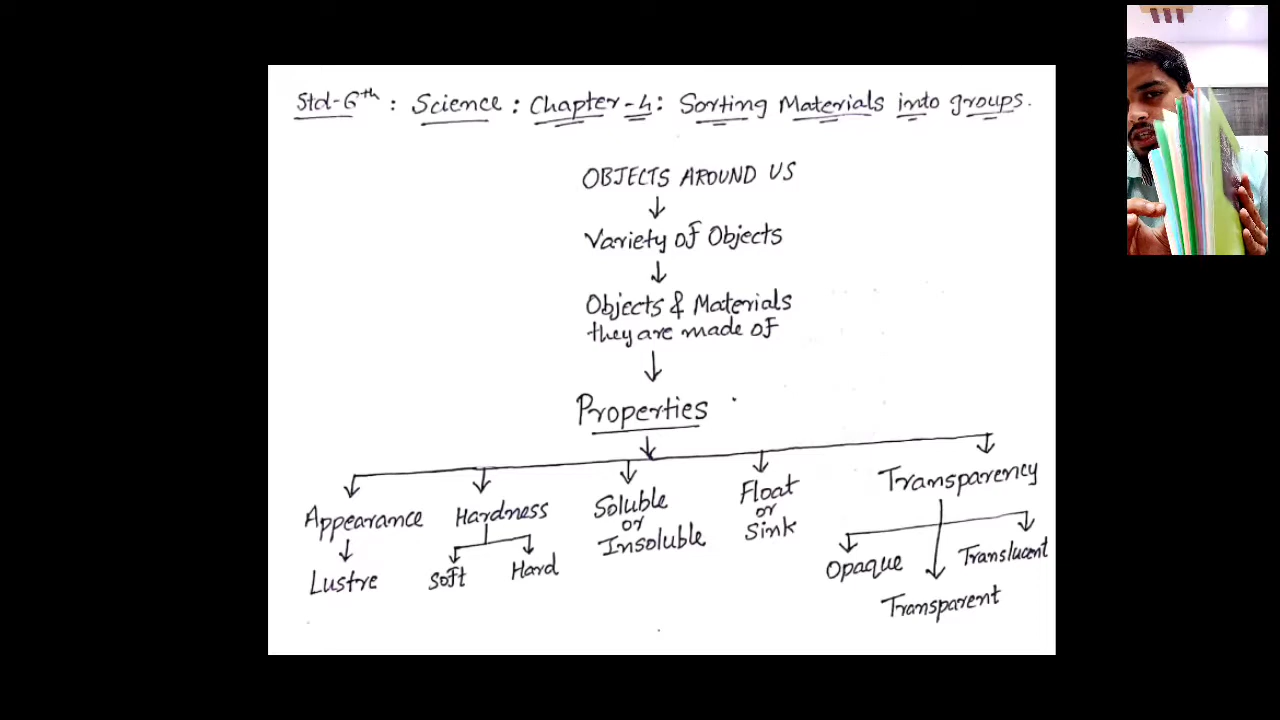 Std-6th : Science : Chapter-4: Sorting Materials into groups.
OBJECTS AROUND US
Variety of Objects
Objects & Materials
they are made of
Properties
Appearance
Lustre
Hardness
Soft
Hard
Soluble
or
Insoluble
Float
or
Sink
Transparency
Opaque
Transparent
Translucent